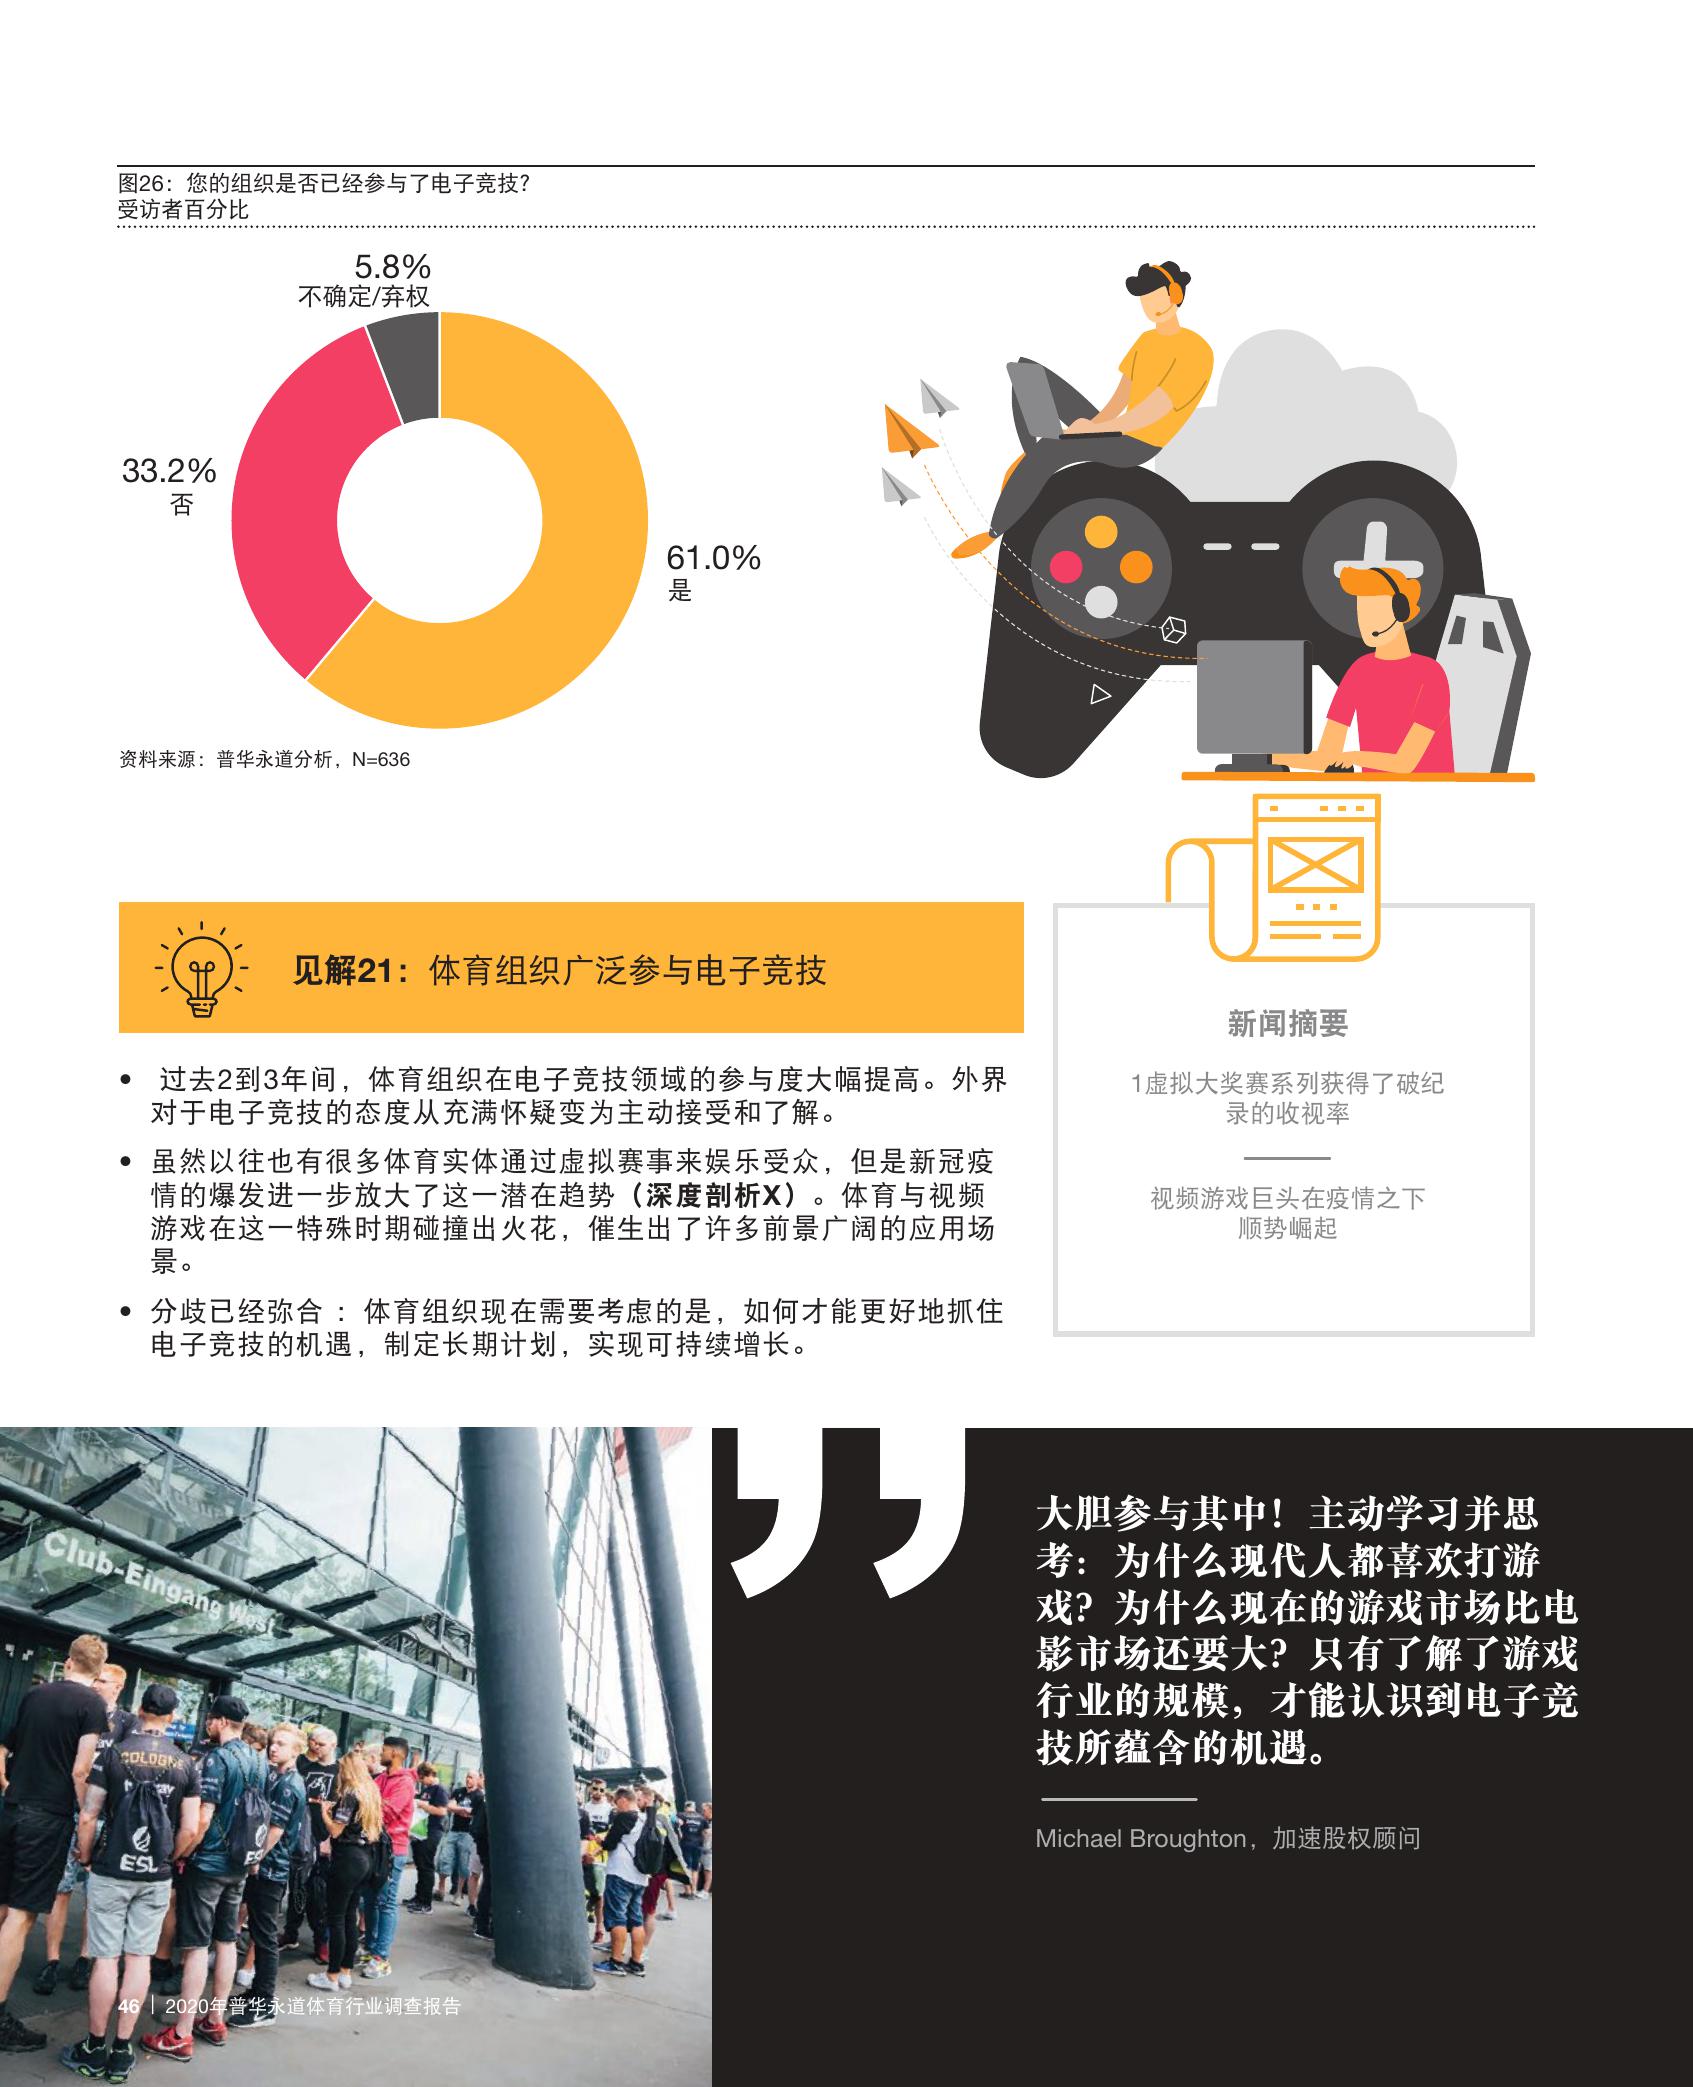 图26：您的组织是否已经参与了电子竞技？
受访者百分比
5.8%
不确定/弃权
33.2%
否
61.0%
是
资料来源：普华永道分析，N=636
见解21：体育组织广泛参与电子竞技
• 过去2到3年间，体育组织在电子竞技领域的参与度大幅提高。外界
对于电子竞技的态度从充满怀疑变为主动接受和了解。
• 虽然以往也有很多体育实体通过虚拟赛事来娱乐受众，但是新冠疫
情的爆发进一步放大了这一潜在趋势（深度剖析X）。体育与视频
游戏在这一特殊时期碰撞出火花，催生出了许多前景广阔的应用场
景。
• 分歧已经弥合 ：体育组织现在需要考虑的是，如何才能更好地抓住
电子竞技的机遇，制定长期计划，实现可持续增长。
新闻摘要
1虚拟大奖赛系列获得了破纪
录的收视率
视频游戏巨头在疫情之下
顺势崛起
Club-Eingang West
COLOGNE
ESL
大胆参与其中！主动学习并思
考：为什么现代人都喜欢打游
戏？为什么现在的游戏市场比电
影市场还要大？只有了解了游戏
行业的规模，才能认识到电子竞
技所蕴含的机遇。
Michael Broughton，加速股权顾问
46 | 2020年普华永道体育行业调查报告